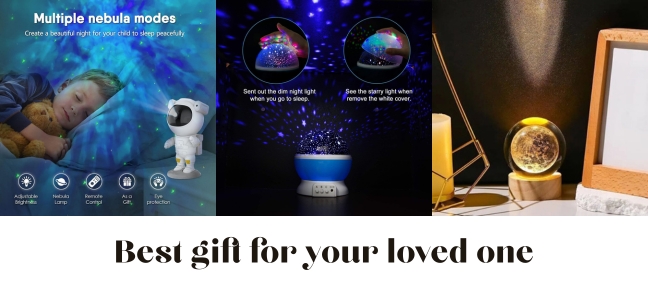 Multiple nebula modes
Create a beautiful night for your child to sleep peacefully
Adjustable
Brightness
Nebula
Lamp
Remote
Control
As a
Gift
Eye
protection
Sent out the dim night light
when you go to sleep.
See the starry light when
remove the white cover.
Best gift for your loved one